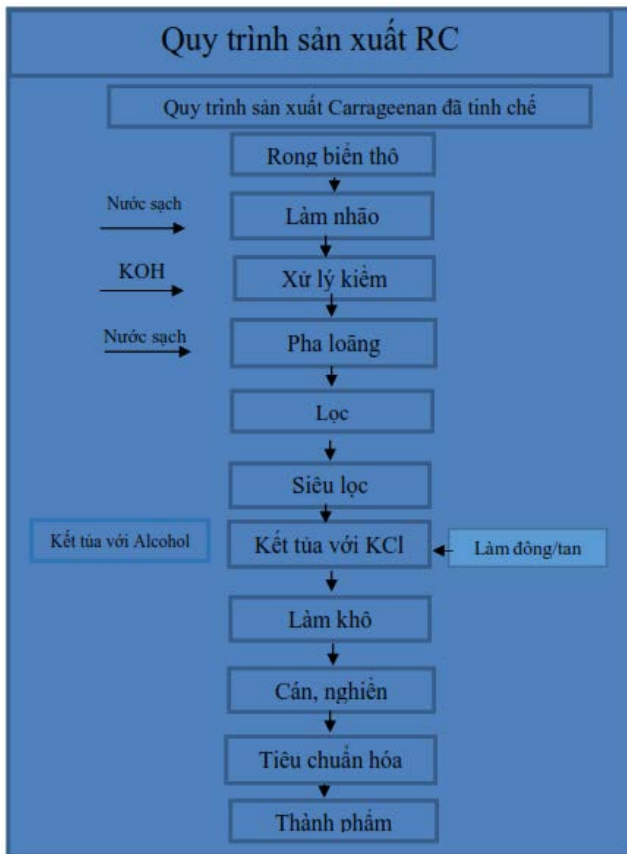 Quy trình sản xuất RC
Quy trình sản xuất Carrageenan đã tinh chế
Rong biển thô
Nước sạch
Làm nhão
KOH
Xử lý kiềm
Nước sạch
Pha loãng
Lọc
Siêu lọc
Kết tủa với Alcohol
Kết tủa với KCl
Làm đông/tan
Làm khô
Cán, nghiền
Tiêu chuẩn hóa
Thành phẩm